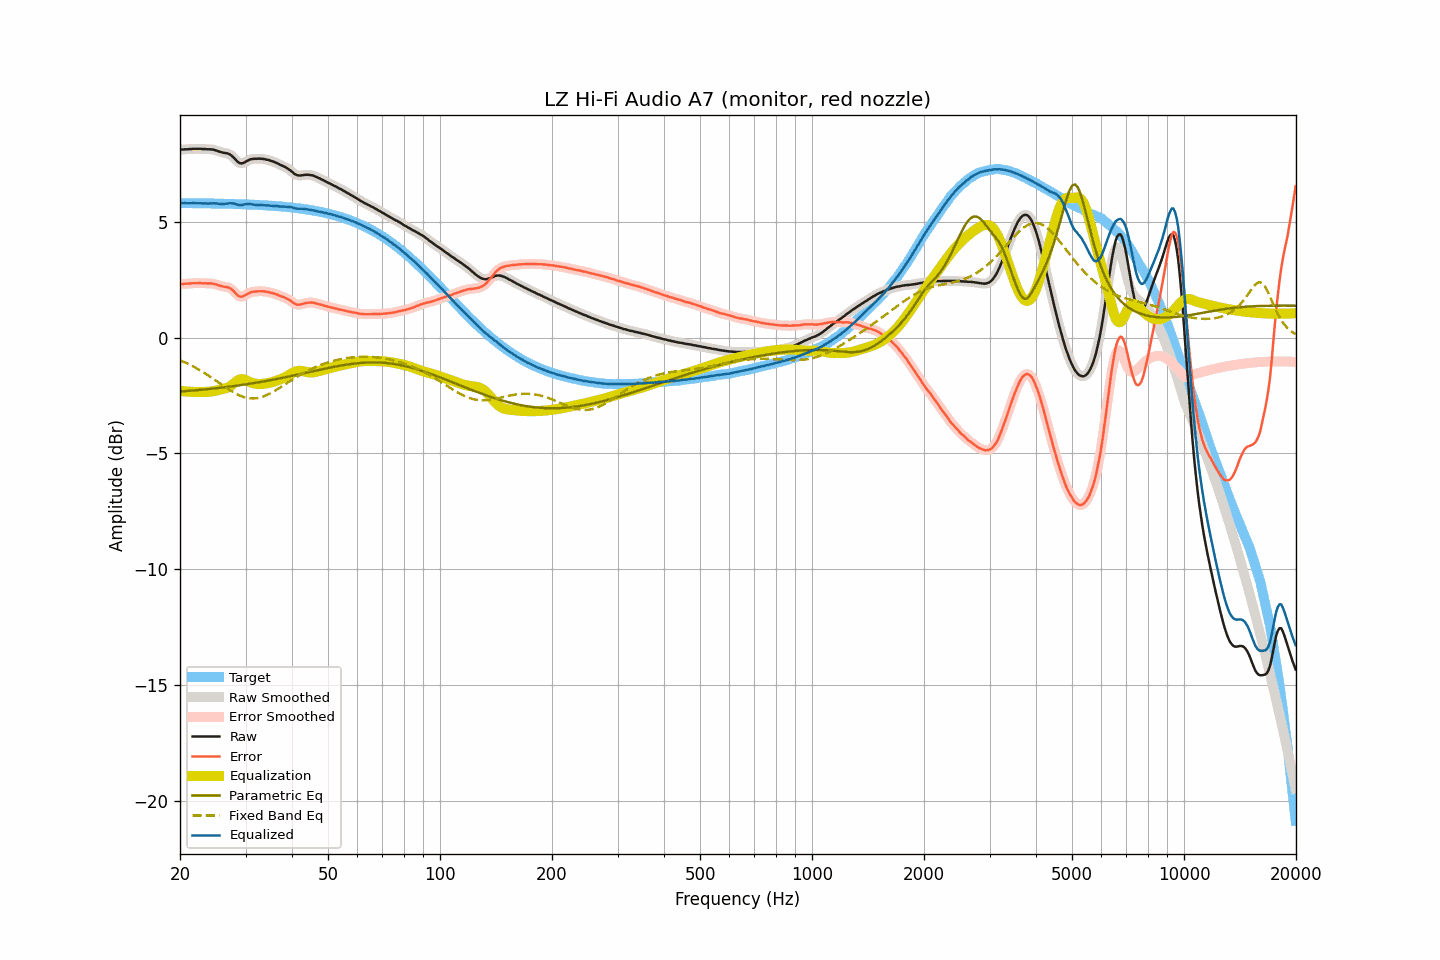 LZ Hi-Fi Audio A7 (monitor, red nozzle)
Amplitude (dBr)
5
0
−5
−10
−15
−20
Target
Raw Smoothed
Error Smoothed
Raw
Error
Equalization
Parametric Eq
Fixed Band Eq
Equalized
20 50 100 200 500 1000 2000 5000 10000 20000
Frequency (Hz)